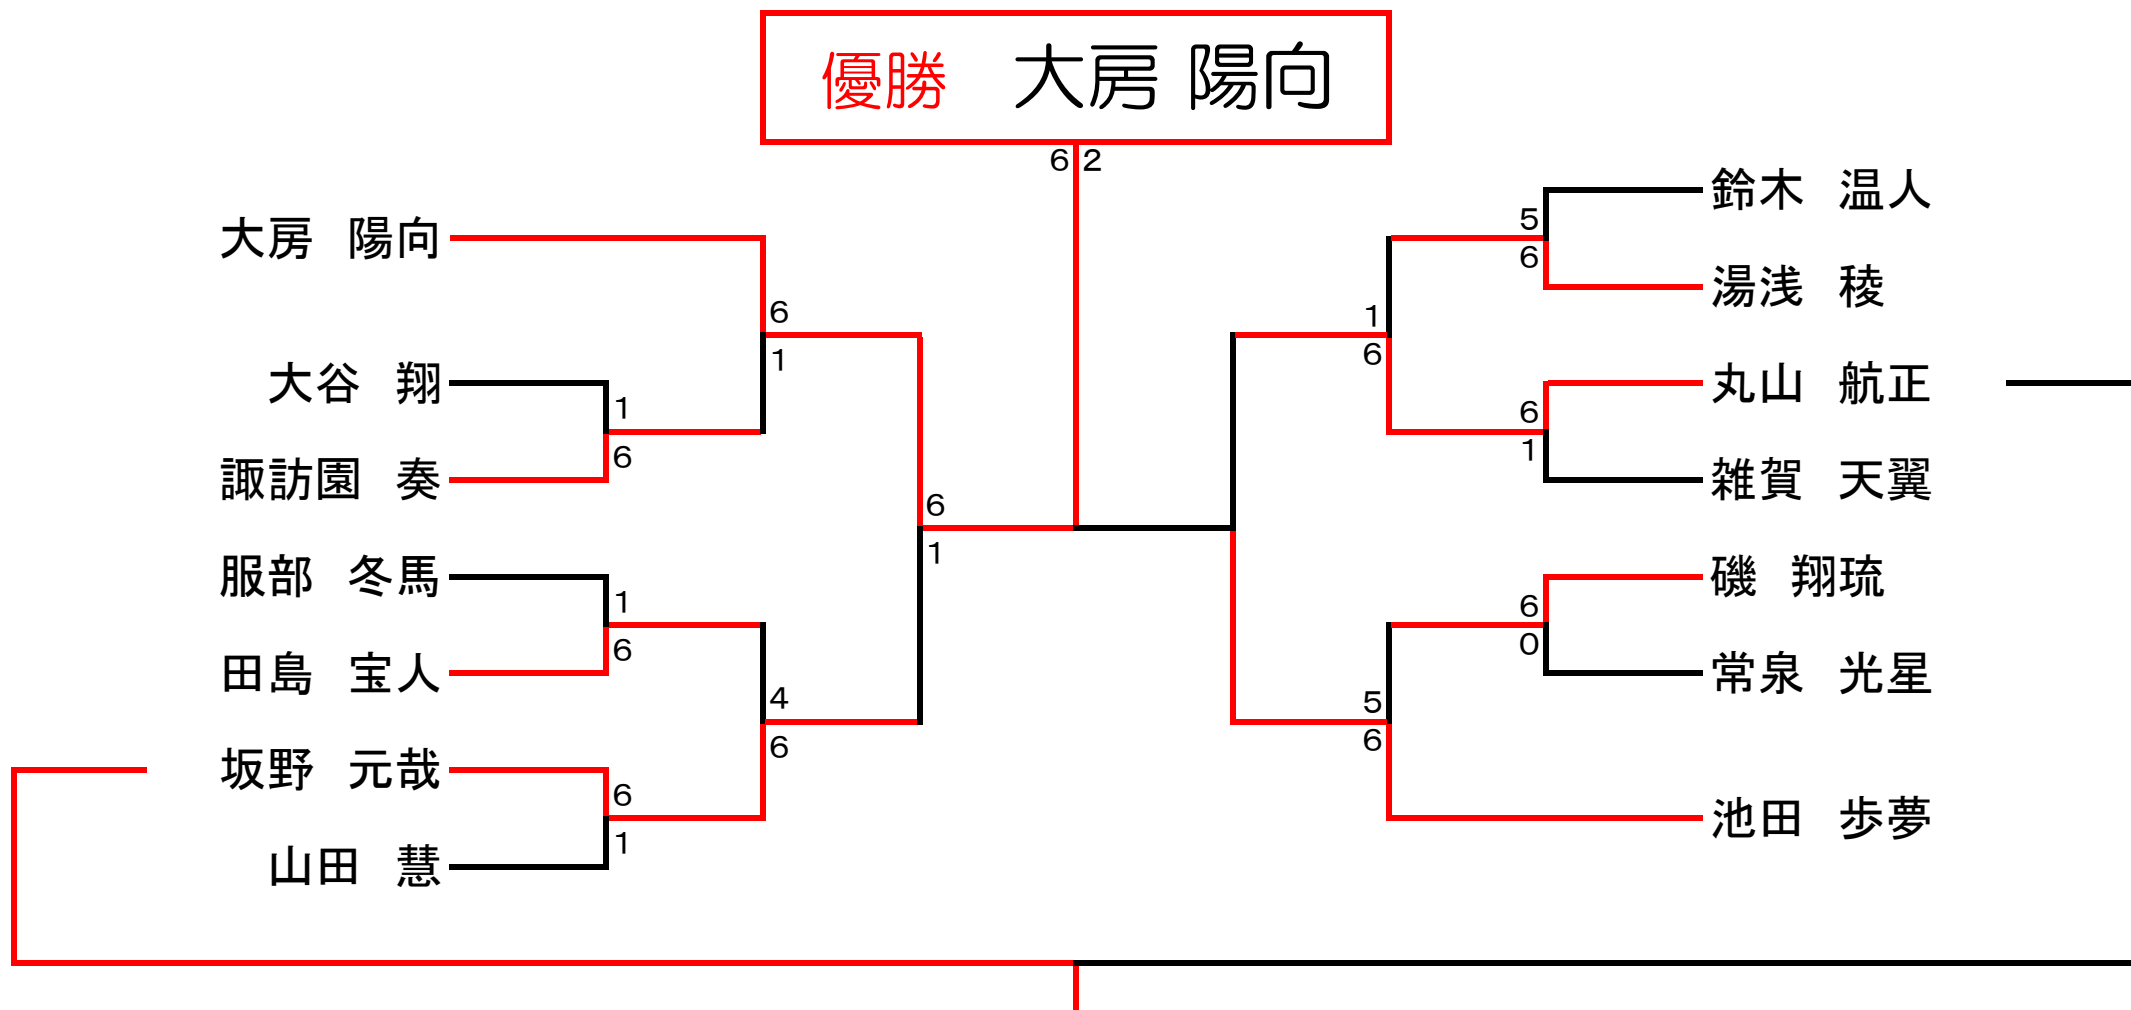 優勝 大房 陽向
6 2
大房 陽向
6
1
大谷 翔
1
6
諏訪園 奏
6
1
服部 冬馬
1
6
田島 宝人
4
6
坂野 元哉
6
1
山田 慧
鈴木 温人
5
6
湯浅 稜
1
6
丸山 航正
6
1
雑賀 天翼
磯 翔琉
6
0
常泉 光星
5
6
池田 歩夢